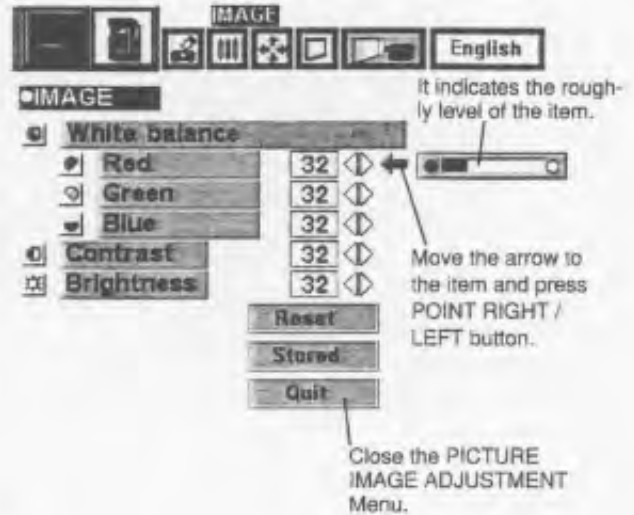 IMAGE
English
IMAGE
It indicates the rough-
ly level of the item.
White balance
Red 32
Green 32
Blue 32
Contrast 32
Brightness 32
Move the arrow to
the item and press
POINT RIGHT /
LEFT button.
Reset
Stored
Quit
Close the PICTURE
IMAGE ADJUSTMENT
Menu.